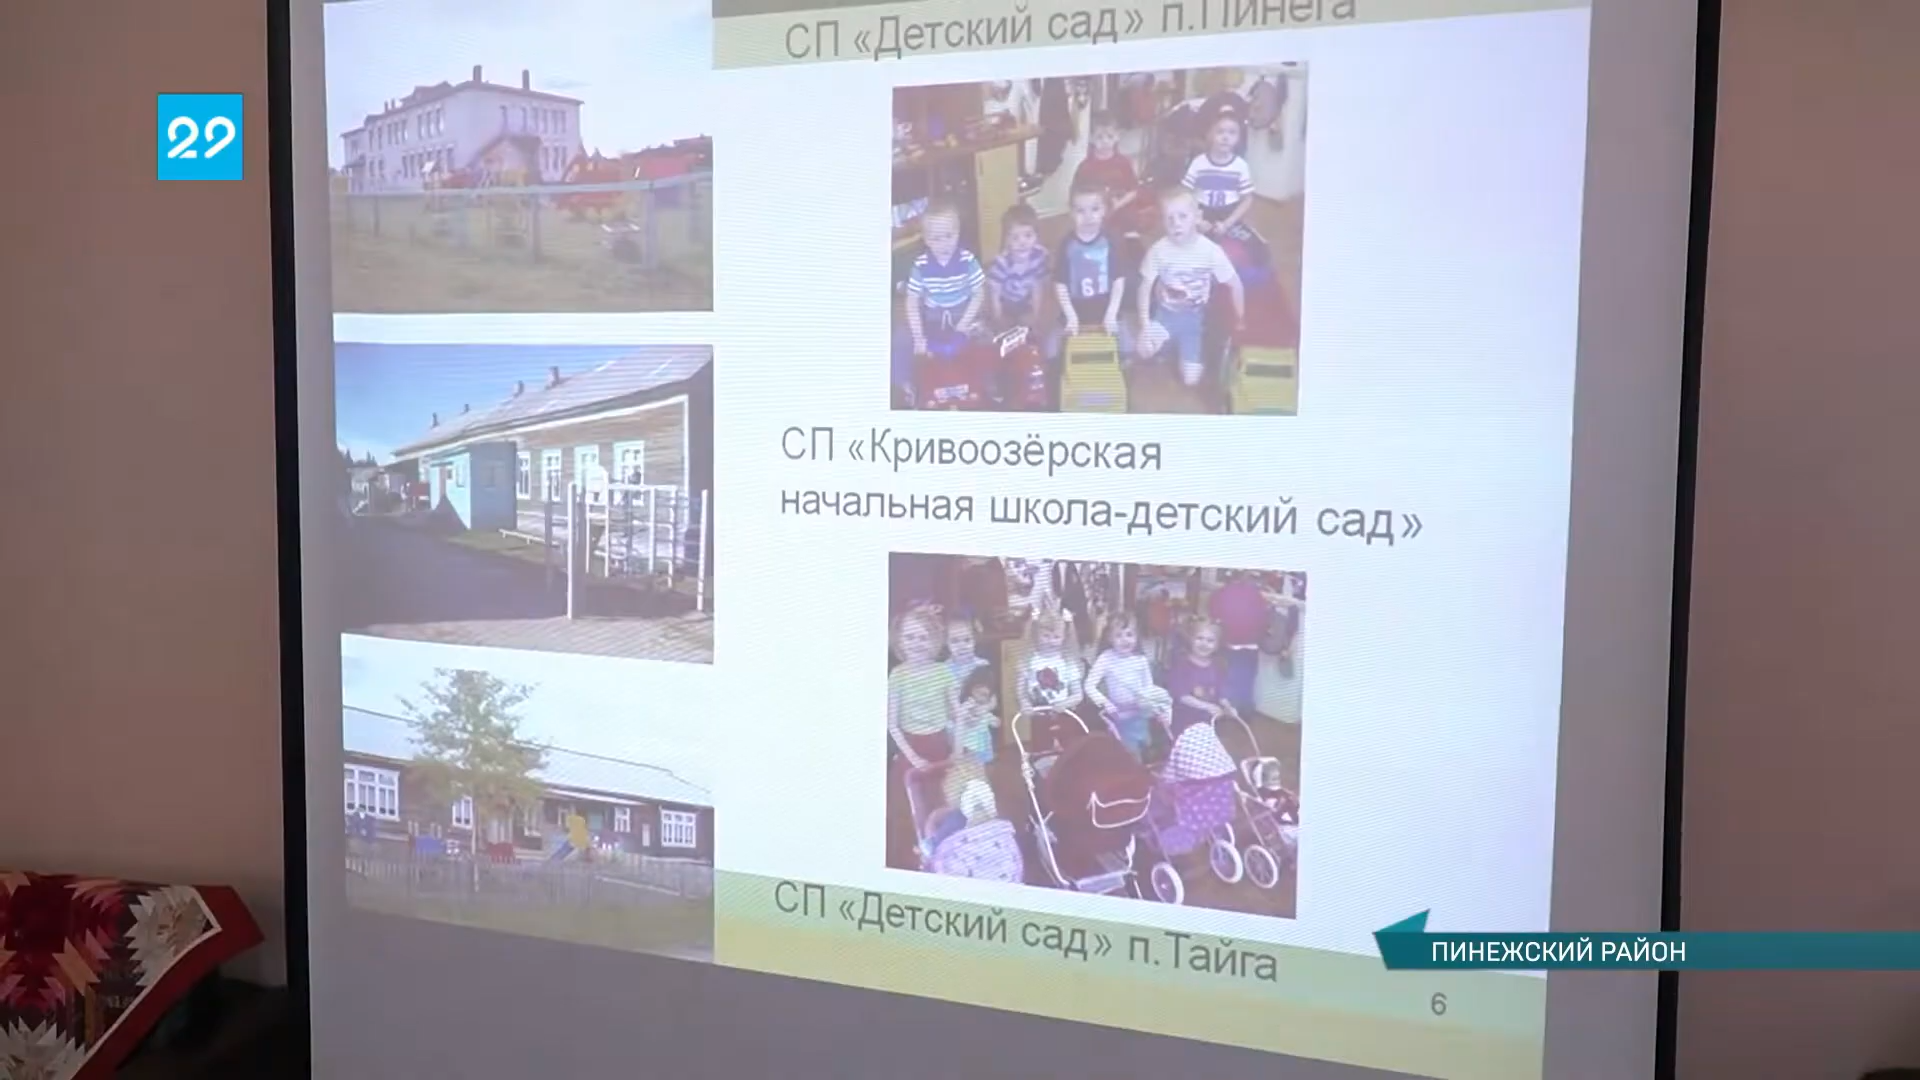 СП «Детский сад» п.Пинега
29
СП «Кривоозёрская
начальная школа-детский сад»
СП «Детский сад» п.Тайга
ПИНЕЖСКИЙ РАЙОН
6